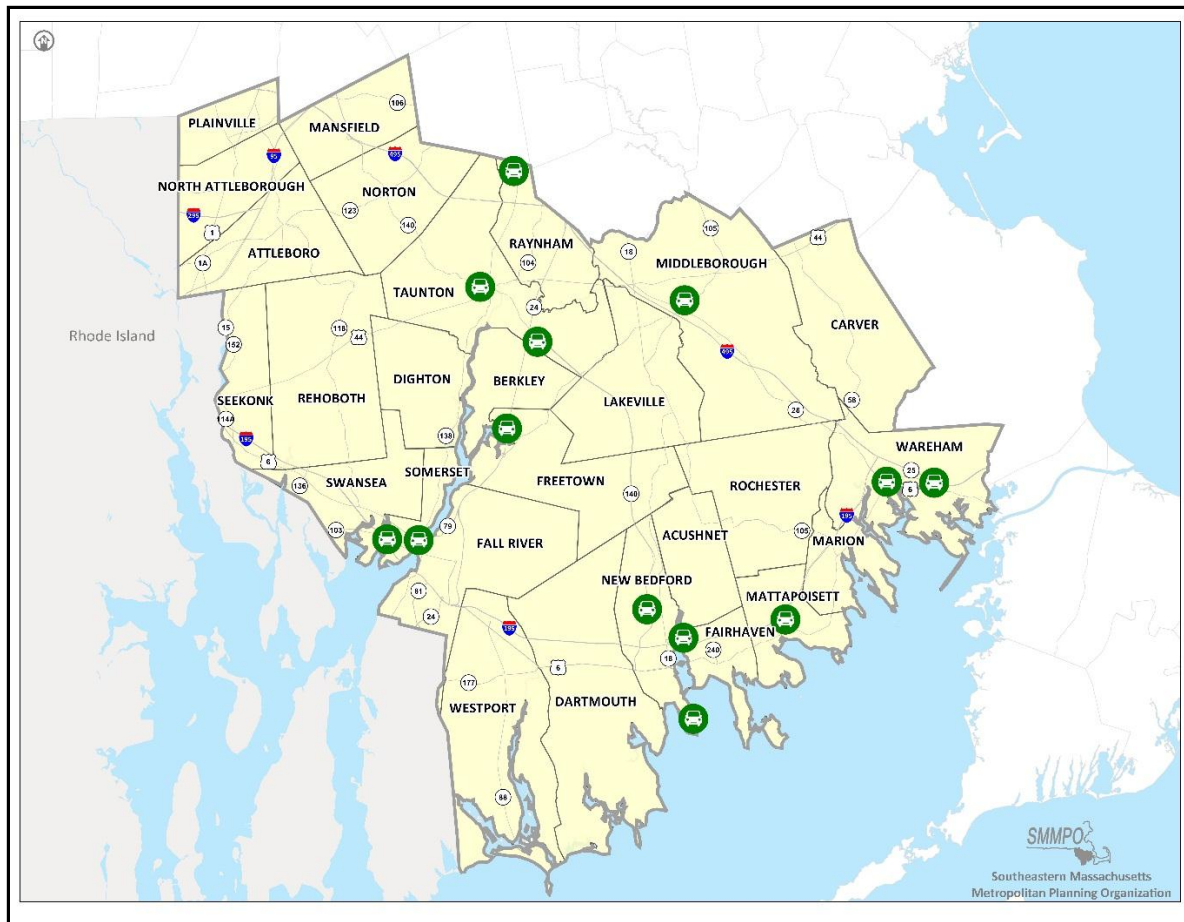 106
PLAINVILLE
MANSFIELD
95
495
NORTH ATTLEBOROUGH
NORTON
295
123
1
140
105
44
RAYNHAM
18
ATTLEBORO
1A
104
MIDDLEBOROUGH
TAUNTON
24
CARVER
15
118
Rhode Island
44
152
495
DIGHTON
BERKLEY
SEEKONK
REHOBOTH
LAKEVILLE
58
28
114A
195
138
WAREHAM
6
SOMERSET
25
SWANSEA
FREETOWN
ROCHESTER
136
6
140
195
103
79
105
ACUSHNET
MARION
FALL RIVER
NEW BEDFORD
81
MATTAPOISETT
24
195
FAIRHAVEN
240
18
6
177
DARTMOUTH
WESTPORT
88
SMMPO
Southeastern Massachusetts
Metropolitan Planning Organization